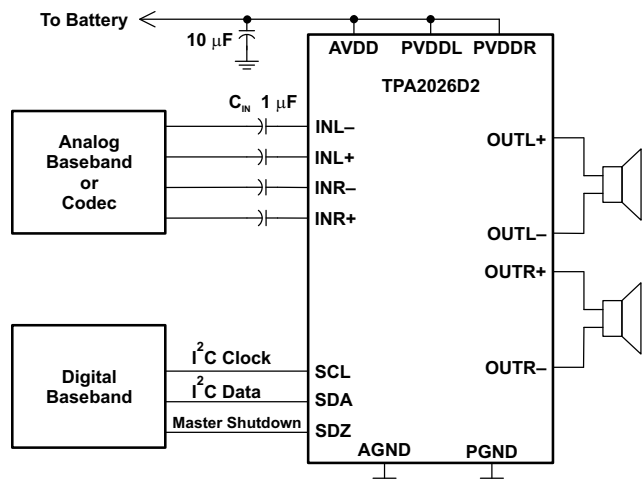 To Battery
10 μF
AVDD PVDDL PVDDR
TPA2026D2
CIN 1 μF
Analog
Baseband
or
Codec
INL–
INL+
INR–
INR+
OUTL+
OUTL–
OUTR+
OUTR–
Digital
Baseband
I2C Clock
I2C Data
Master Shutdown
SCL
SDA
SDZ
AGND PGND